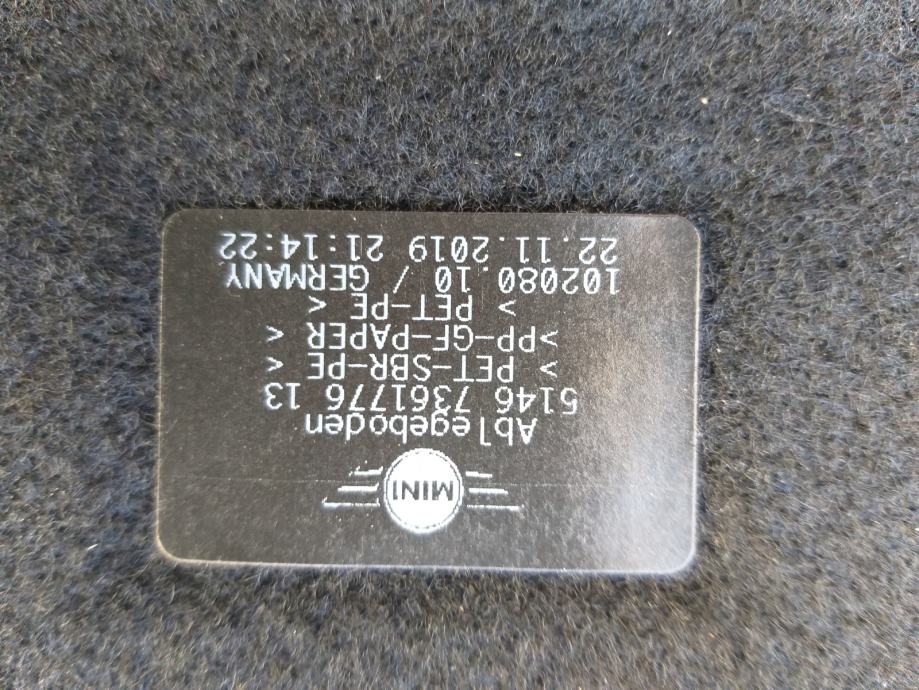 MINI
Ablegeboden
5146 7361776 13
> PET-SBR-PE <
>PP-GF-PAPER <
> PET-PE <
102080.10 / GERMANY
22.11.2019 21:14:22